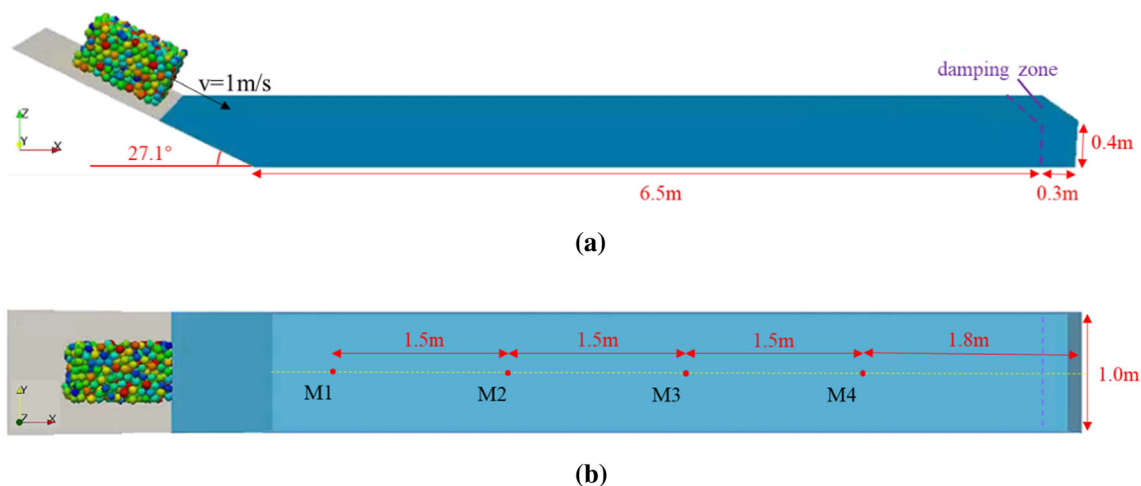 v=1m/s
damping zone
Z
Y
X
27.1°
0.4m
6.5m
0.3m
(a)
1.5m
1.5m
1.5m
1.8m
1.0m
M1
M2
M3
M4
Y
Z
X
(b)